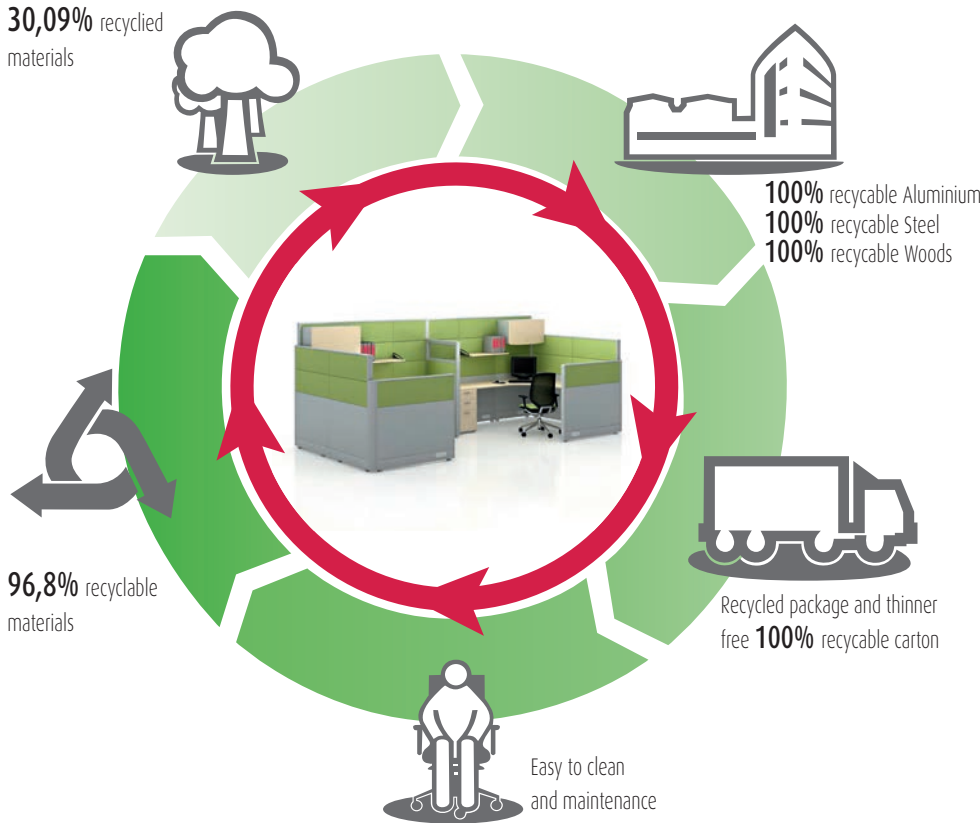 30,09% recyclied
materials
100% recycable Aluminium
100% recycable Steel
100% recycable Woods
Recycled package and thinner
free 100% recycable carton
Easy to clean
and maintenance
96,8% recyclable
materials